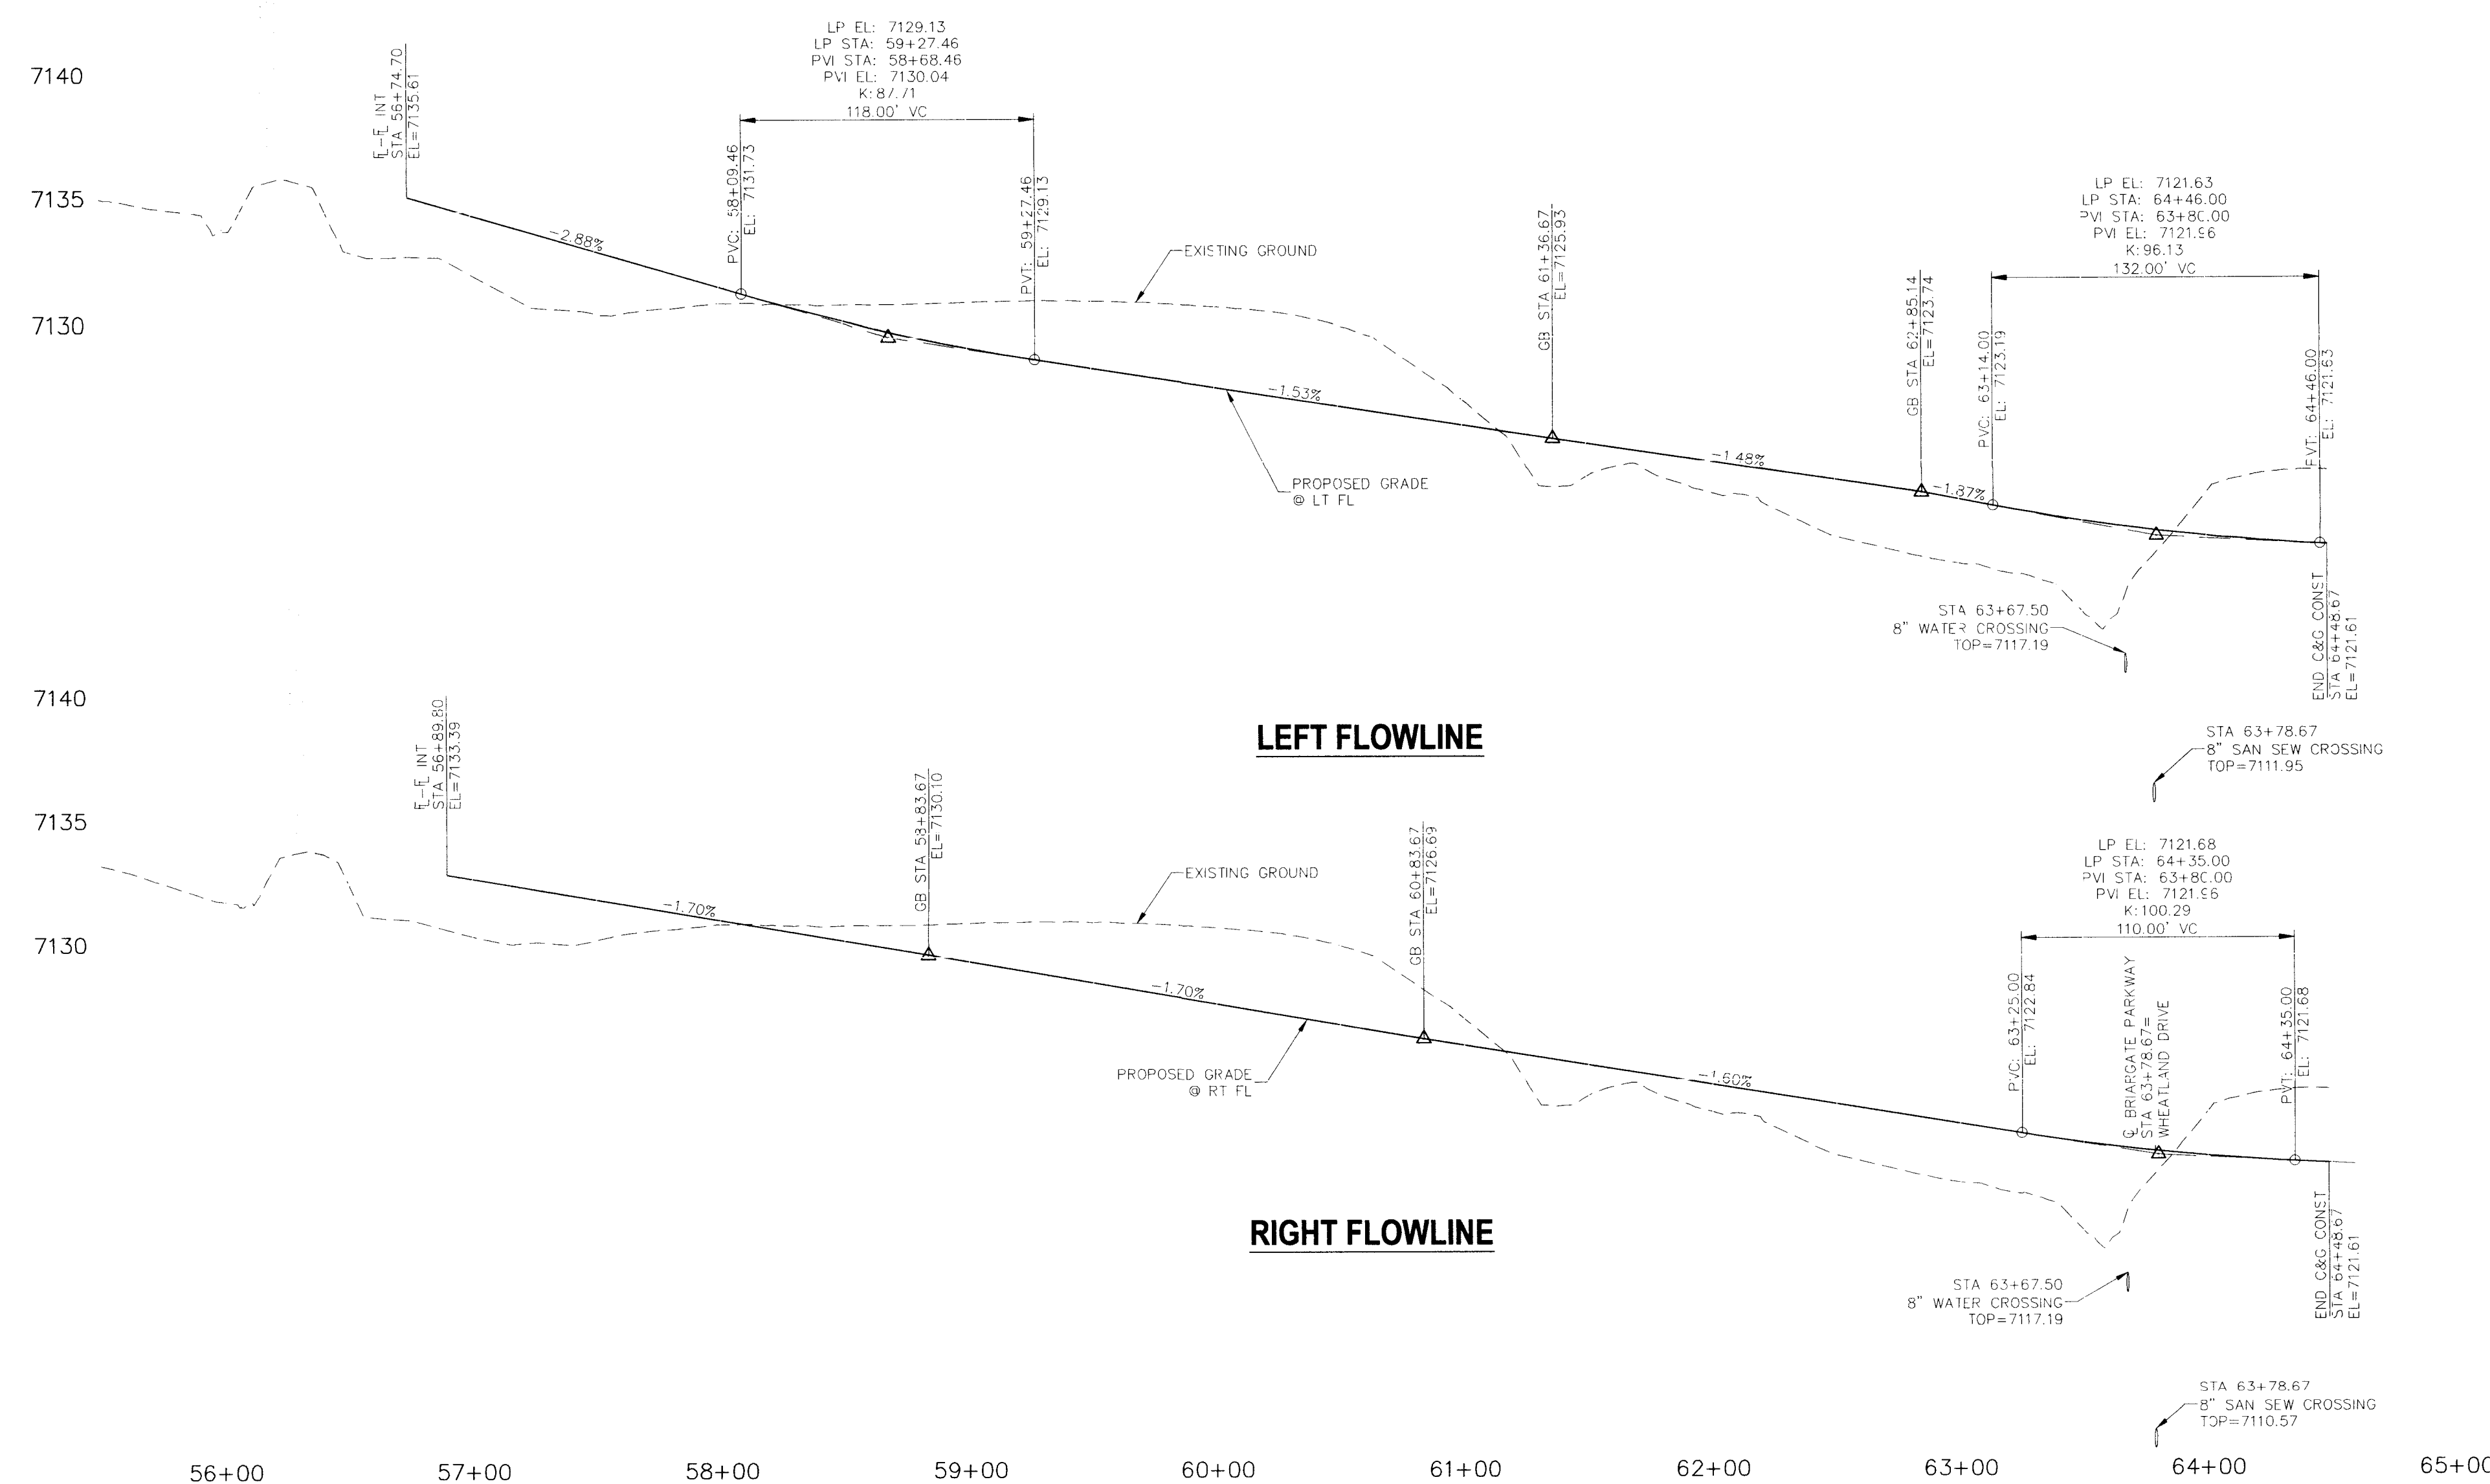 LP EL: 7129.13
LP STA: 59+27.46
PVI STA: 58+68.46
PVI EL: 7130.04
K: 87.71
118.00' VC
7140
7135
7130
FL-FL INT
STA 56+74.70
EL=7135.61
-2.88%
PVC: 58+09.46
EL: 7131.73
PVT: 59+27.46
EL: 7129.13
EXISTING GROUND
-1.53%
PROPOSED GRADE
@ LT FL
GB STA 61+36.67
EL=7125.93
-1.48%
GB STA 62+85.14
EL=7123.74
-1.87%
PVC: 63+14.00
EL: 7123.19
LP EL: 7121.63
LP STA: 64+46.00
PVI STA: 63+80.00
PVI EL: 7121.96
K: 96.13
132.00' VC
PVT: 64+46.00
EL: 7121.63
STA 63+67.50
8" WATER CROSSING
TOP=7117.19
END C&G CONST
STA 64+48.67
EL=7121.61
STA 63+78.67
8" SAN SEW CROSSING
TOP=7111.95
LEFT FLOWLINE
7140
7135
7130
FL-FL INT
STA 56+89.80
EL=7133.39
-1.70%
GB STA 58+83.67
EL=7130.10
EXISTING GROUND
-1.70%
PROPOSED GRADE
@ RT FL
GB STA 60+83.67
EL=7126.69
-1.60%
LP EL: 7121.68
LP STA: 64+35.00
PVI STA: 63+80.00
PVI EL: 7121.96
K: 100.29
110.00' VC
PVC: 63+25.00
EL: 7122.84
CL BRIARGATE PARKWAY
STA 63+78.67=
WHEATLAND DRIVE
PVT: 64+35.00
EL: 7121.68
END C&G CONST
STA 64+48.67
EL=7121.61
RIGHT FLOWLINE
STA 63+67.50
8" WATER CROSSING
TOP=7117.19
STA 63+78.67
8" SAN SEW CROSSING
TOP=7110.57
56+00 57+00 58+00 59+00 60+00 61+00 62+00 63+00 64+00 65+00